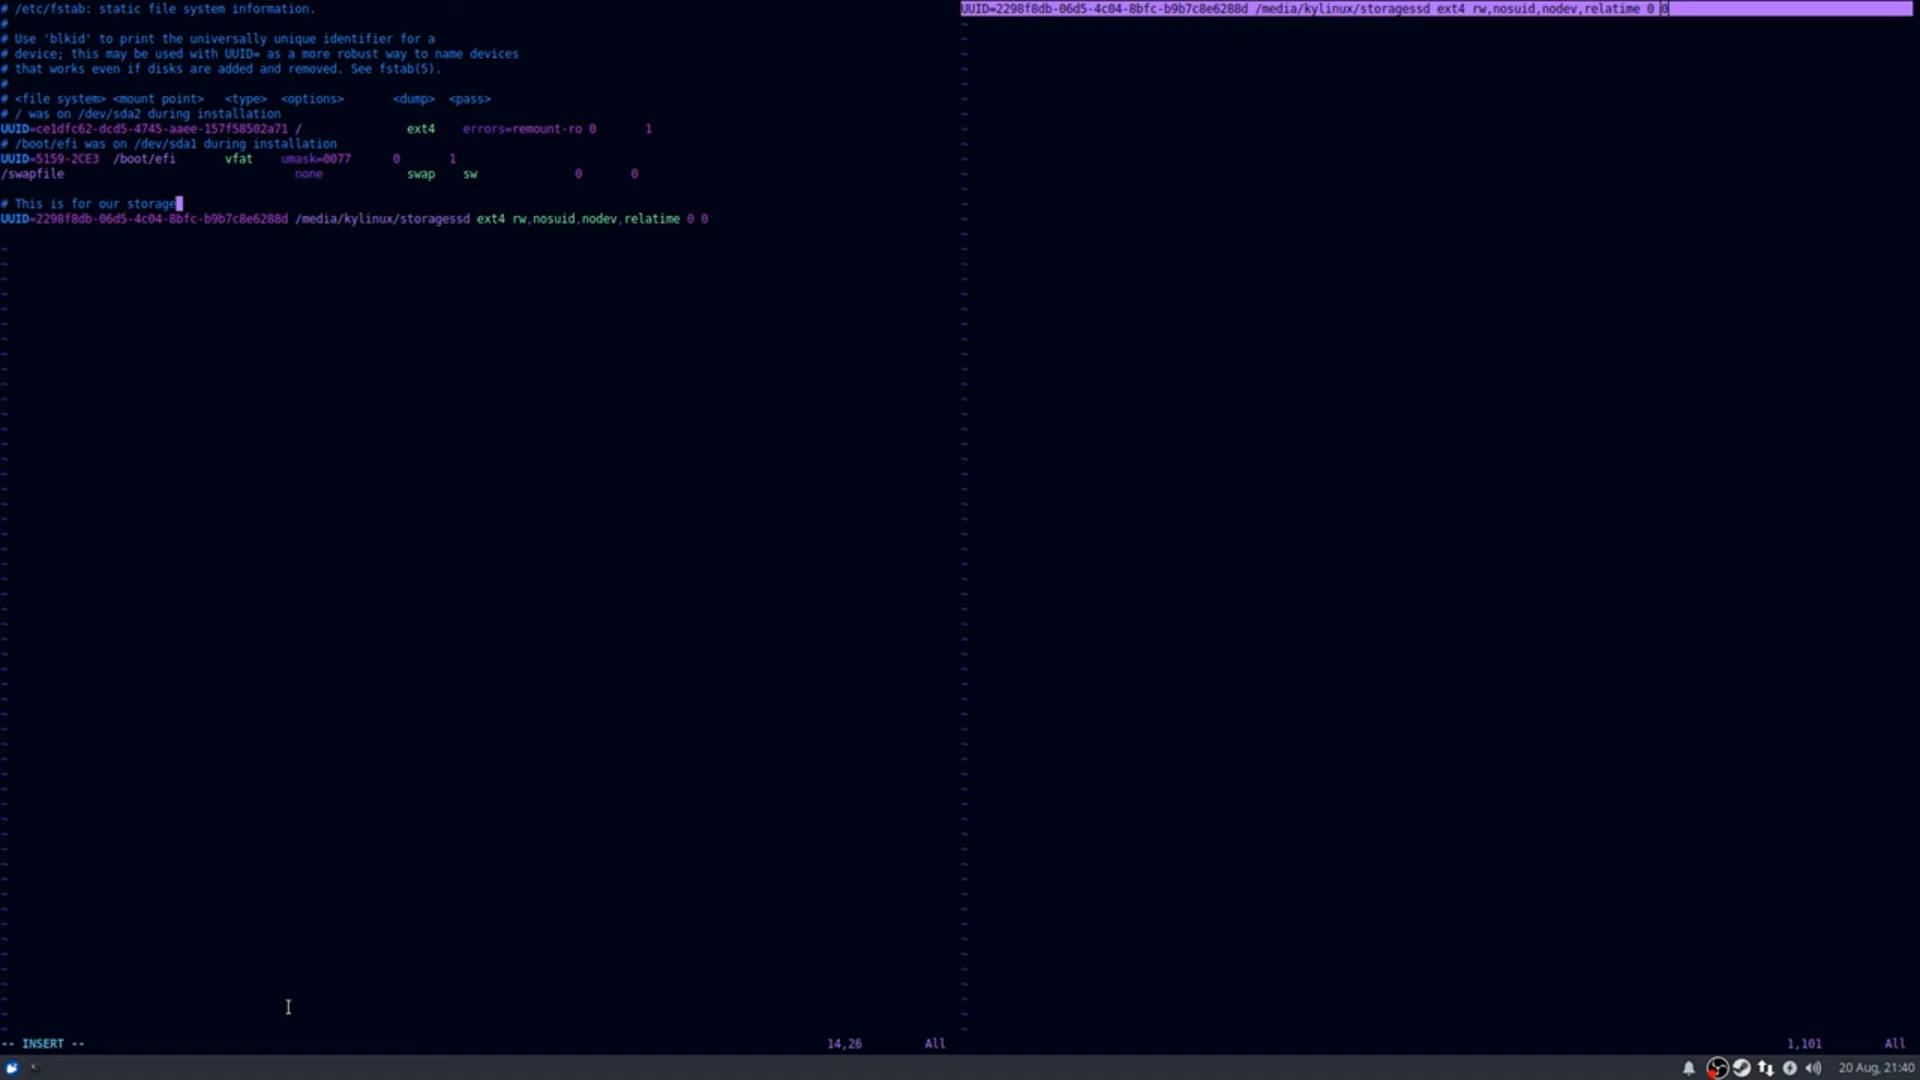 # /etc/fstab: static file system information.
#
# Use 'blkid' to print the universally unique identifier for a
# device; this may be used with UUID= as a more robust way to name devices
# that works even if disks are added and removed. See fstab(5).
#
# <file system> <mount point>   <type>  <options>       <dump>  <pass>
# / was on /dev/sda2 during installation
UUID=ce1dfc62-dcd5-4745-aaee-157f58502a71 /               ext4    errors=remount-ro 0       1
# /boot/efi was on /dev/sda1 during installation
UUID=5159-2CE3  /boot/efi       vfat    umask=0077      0       1
/swapfile                                 none            swap    sw              0       0
# This is for our storage
UUID=2298f8db-06d5-4c04-8bfc-b9b7c8e6288d /media/kylinux/storagessd ext4 rw,nosuid,nodev,relatime 0 0
-- INSERT --                    14,26         All
UUID=2298f8db-06d5-4c04-8bfc-b9b7c8e6288d /media/kylinux/storagessd ext4 rw,nosuid,nodev,relatime 0 0
1,101         All
20 Aug, 21:40